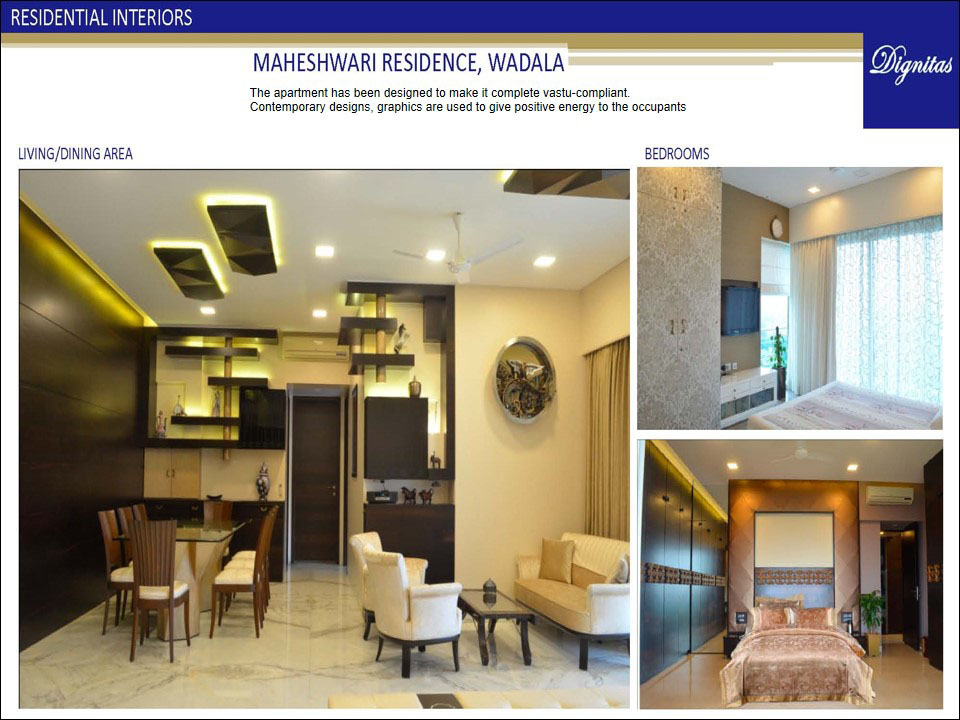 RESIDENTIAL INTERIORS
Dignitas
MAHESHWARI RESIDENCE, WADALA
The apartment has been designed to make it complete vastu-compliant.
Contemporary designs, graphics are used to give positive energy to the occupants
LIVING/DINING AREA
BEDROOMS